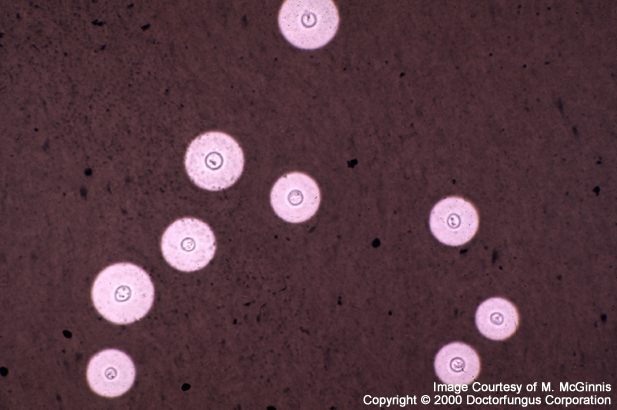 Image Courtesy of M. McGinnis
Copyright © 2000 Doctorfungus Corporation